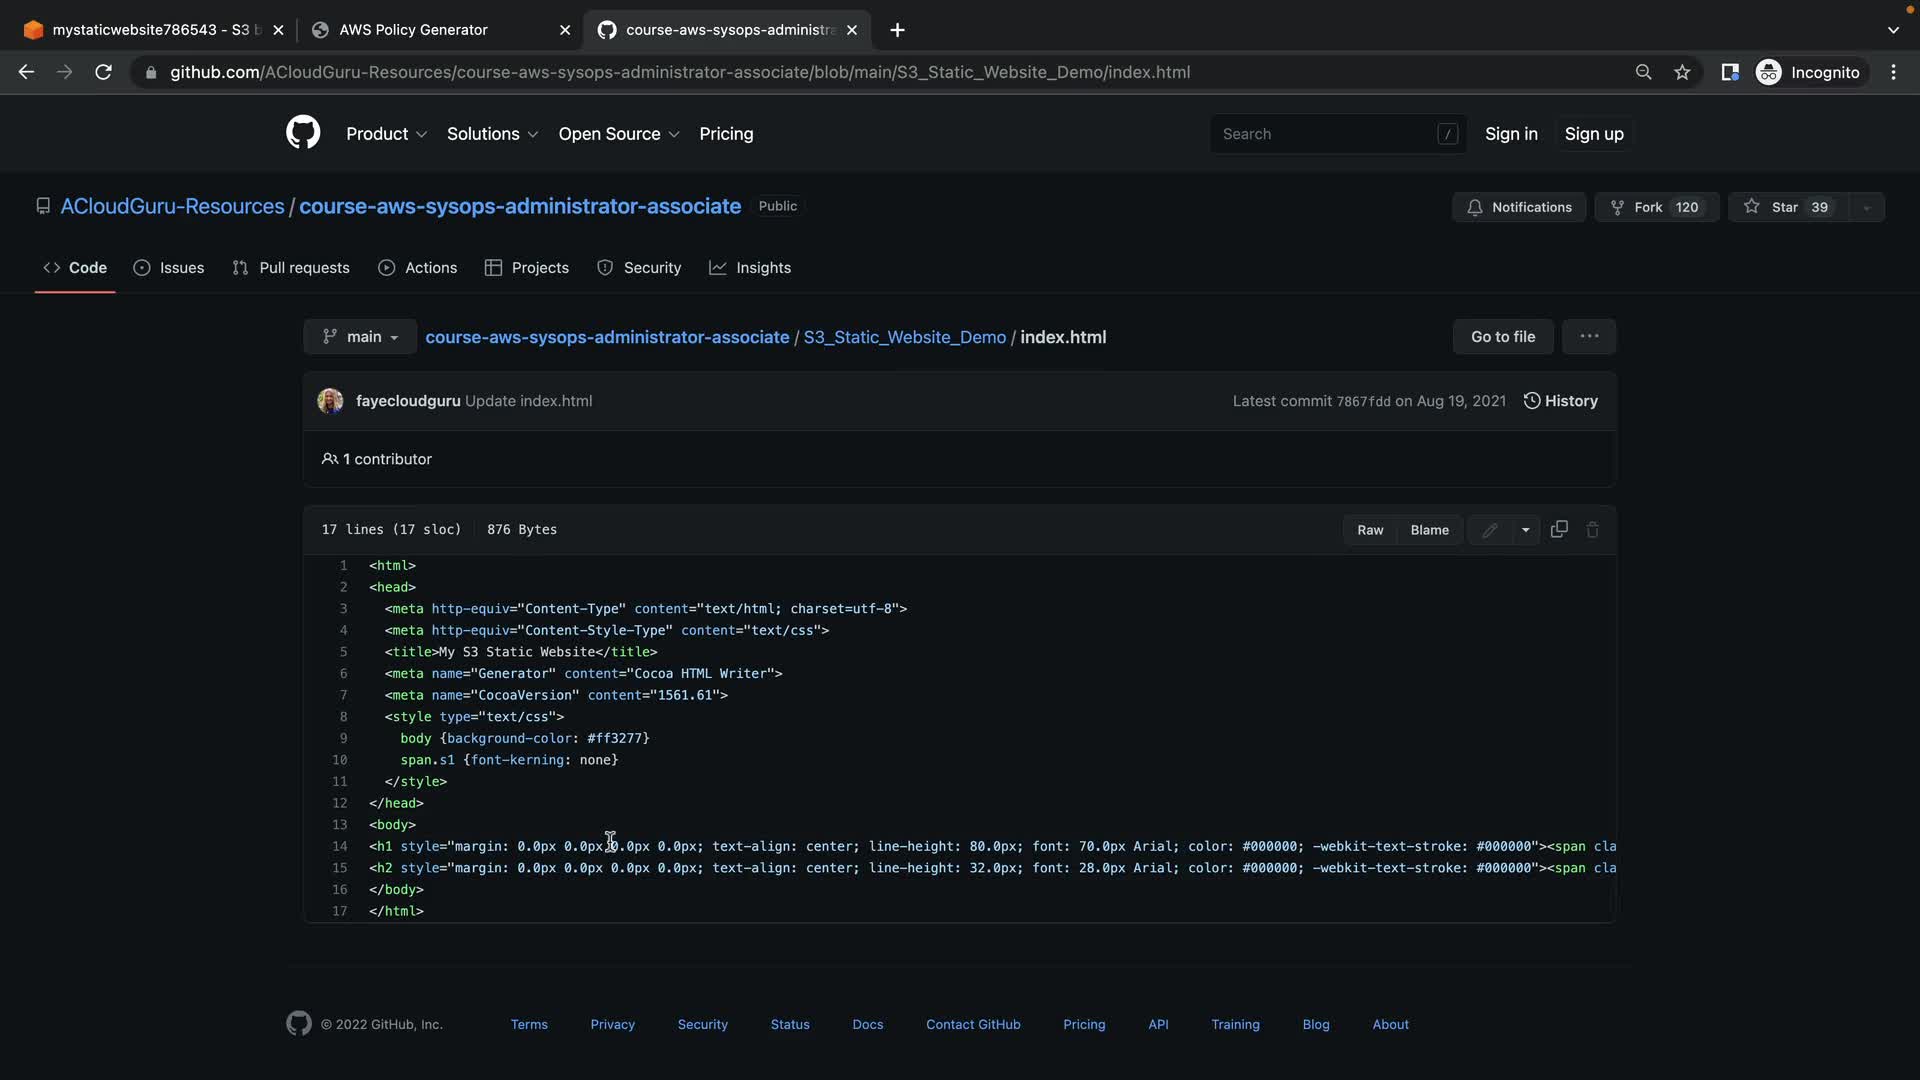 mystaticwebsite786543 - S3 b
AWS Policy Generator
course-aws-sysops-administra
github.com/ACloudGuru-Resources/course-aws-sysops-administrator-associate/blob/main/S3_Static_Website_Demo/index.html
Incognito
Product
Solutions
Open Source
Pricing
Search
/
Sign in
Sign up
ACloudGuru-Resources / course-aws-sysops-administrator-associate
Public
Notifications
Fork 120
Star 39
Code
Issues
Pull requests
Actions
Projects
Security
Insights
main
course-aws-sysops-administrator-associate / S3_Static_Website_Demo / index.html
Go to file
...
fayecloudguru Update index.html
Latest commit 7867fdd on Aug 19, 2021
History
1 contributor
17 lines (17 sloc)
876 Bytes
Raw
Blame
1 <html>
2 <head>
3 <meta http-equiv="Content-Type" content="text/html; charset=utf-8">
4 <meta http-equiv="Content-Style-Type" content="text/css">
5 <title>My S3 Static Website</title>
6 <meta name="Generator" content="Cocoa HTML Writer">
7 <meta name="CocoaVersion" content="1561.61">
8 <style type="text/css">
9 body {background-color: #ff3277}
10 span.s1 {font-kerning: none}
11 </style>
12 </head>
13 <body>
14 <h1 style="margin: 0.0px 0.0px 0.0px 0.0px; text-align: center; line-height: 80.0px; font: 70.0px Arial; color: #000000; -webkit-text-stroke: #000000"><span cla
15 <h2 style="margin: 0.0px 0.0px 0.0px 0.0px; text-align: center; line-height: 32.0px; font: 28.0px Arial; color: #000000; -webkit-text-stroke: #000000"><span cla
16 </body>
17 </html>
© 2022 GitHub, Inc.
Terms
Privacy
Security
Status
Docs
Contact GitHub
Pricing
API
Training
Blog
About